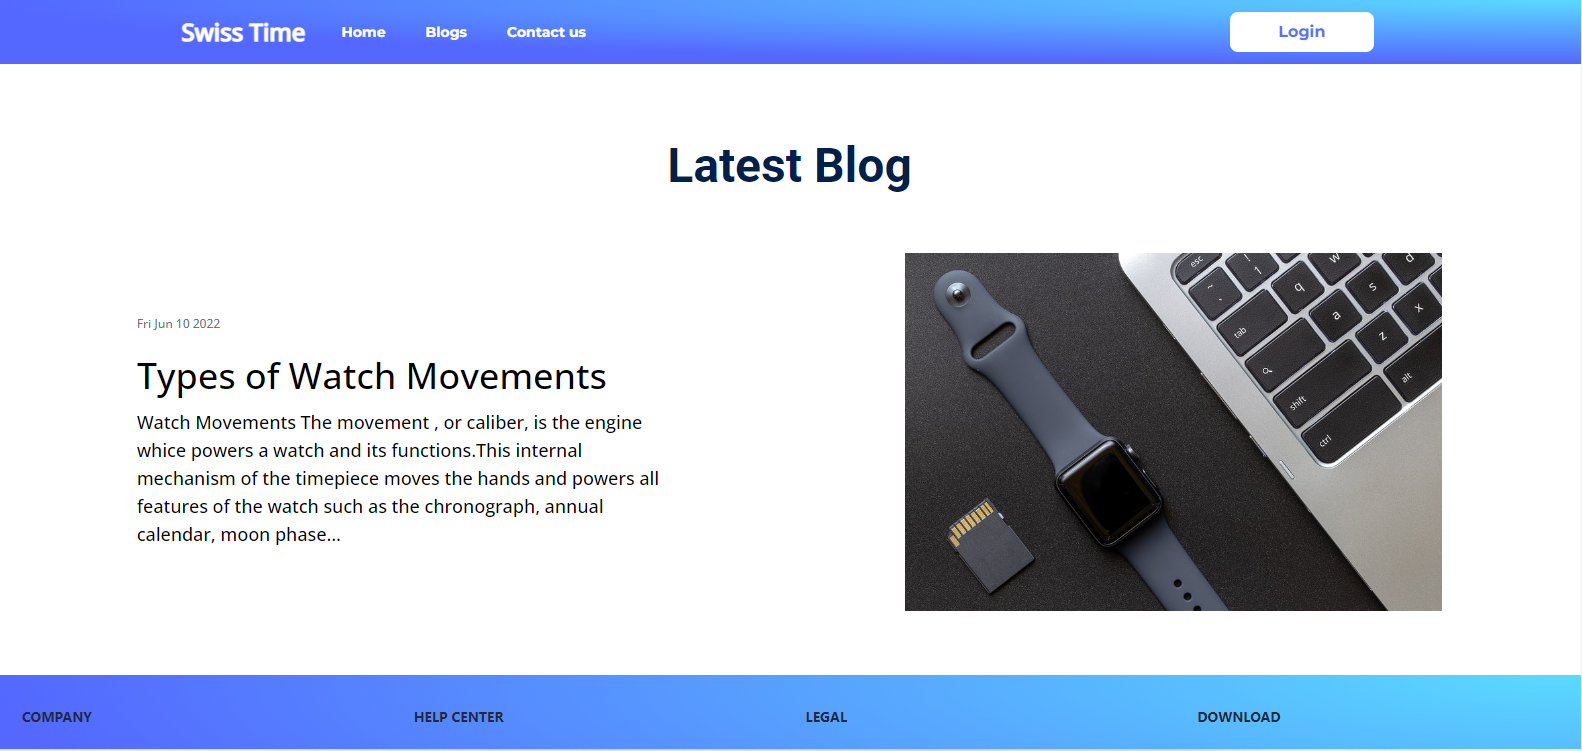 Swiss Time Home Blogs Contact us Login
Latest Blog
Fri Jun 10 2022
Types of Watch Movements
Watch Movements The movement , or caliber, is the engine
whice powers a watch and its functions.This internal
mechanism of the timepiece moves the hands and powers all
features of the watch such as the chronograph, annual
calendar, moon phase...
esc ! 1 w d
~ q s
tab a x
z
shift alt
ctrl
COMPANY HELP CENTER LEGAL DOWNLOAD